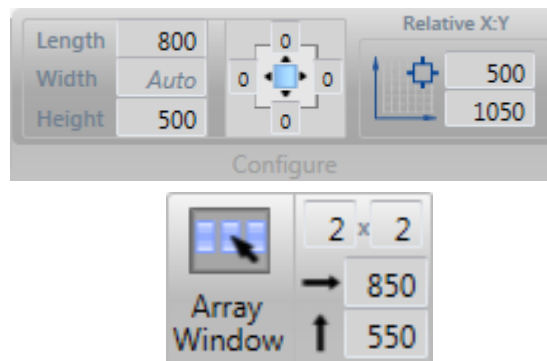 Relative X:Y
Length 800 0
Width Auto 0 0 500
Height 500 0 1050
Configure
2 x 2
850
Array
Window 550